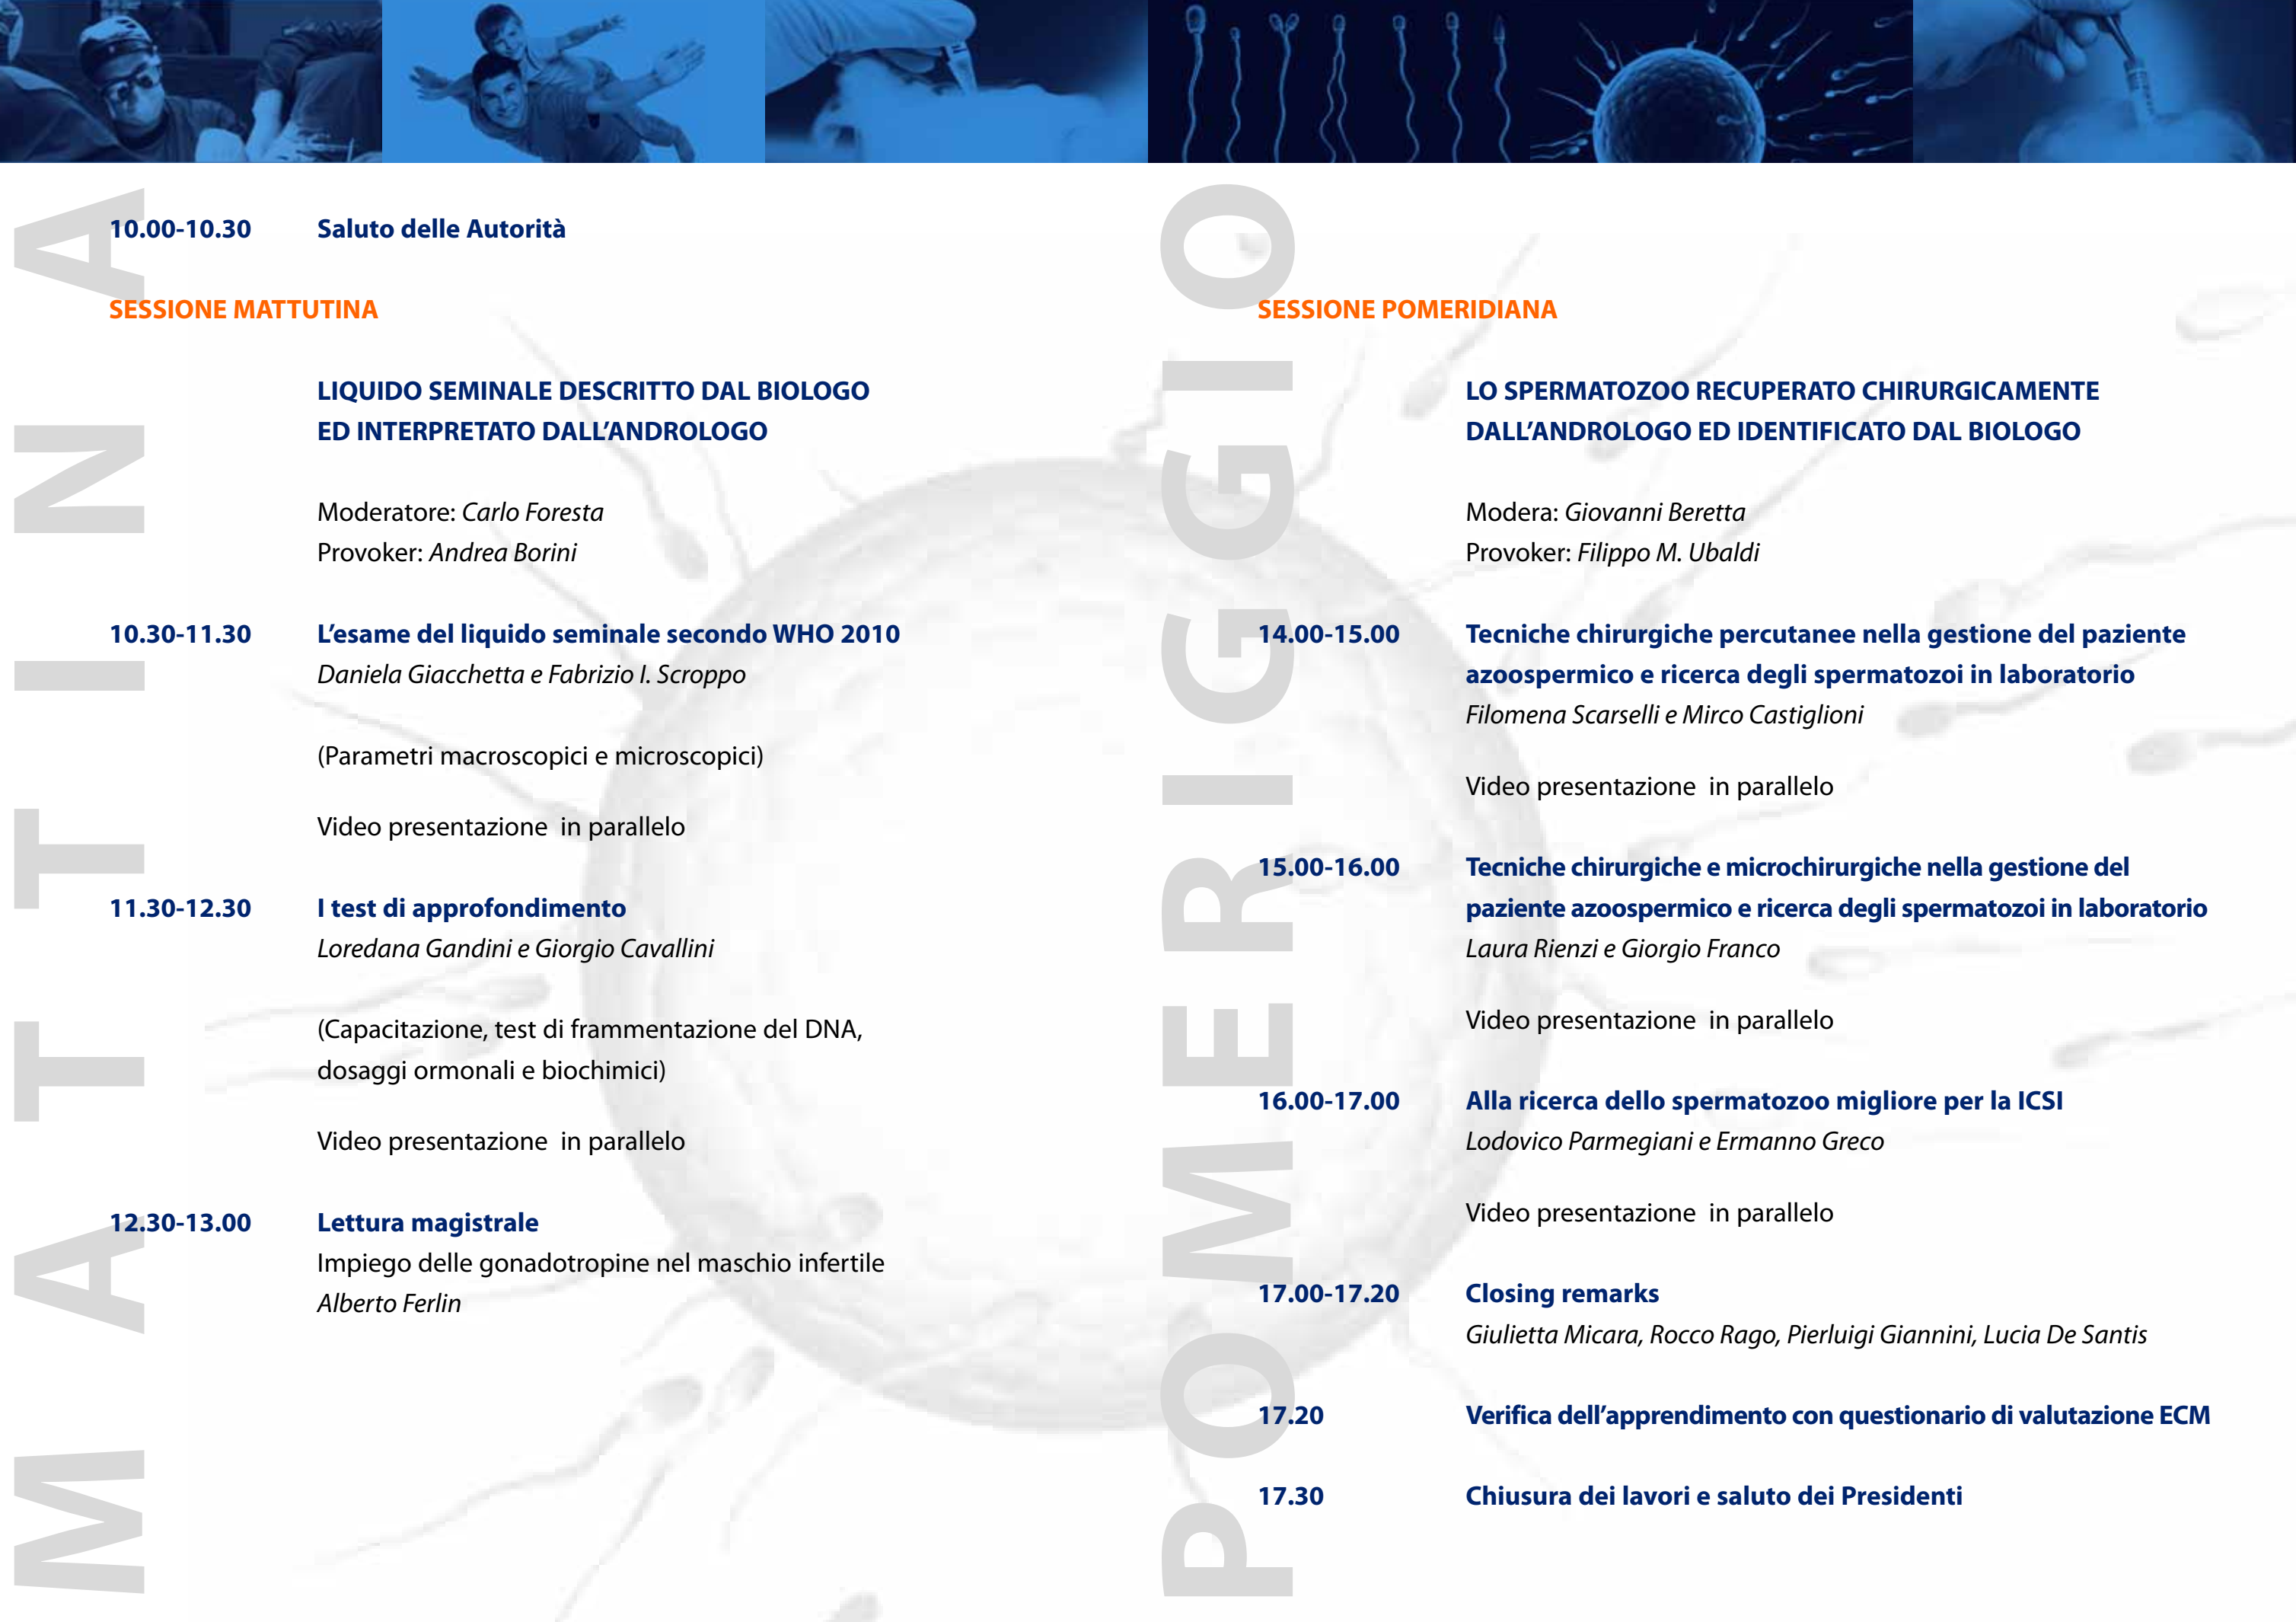 MATTINA
10.00-10.30 Saluto delle Autorità
SESSIONE MATTUTINA
LIQUIDO SEMINALE DESCRITTO DAL BIOLOGO
ED INTERPRETATO DALL’ANDROLOGO
Moderatore: Carlo Foresta
Provoker: Andrea Borini
10.30-11.30 L’esame del liquido seminale secondo WHO 2010
Daniela Giacchetta e Fabrizio I. Scroppo
(Parametri macroscopici e microscopici)
Video presentazione in parallelo
11.30-12.30 I test di approfondimento
Loredana Gandini e Giorgio Cavallini
(Capacitazione, test di frammentazione del DNA,
dosaggi ormonali e biochimici)
Video presentazione in parallelo
12.30-13.00 Lettura magistrale
Impiego delle gonadotropine nel maschio infertile
Alberto Ferlin
POMERIGGIO
SESSIONE POMERIDIANA
LO SPERMATOZOO RECUPERATO CHIRURGICAMENTE
DALL’ANDROLOGO ED IDENTIFICATO DAL BIOLOGO
Modera: Giovanni Beretta
Provoker: Filippo M. Ubaldi
14.00-15.00 Tecniche chirurgiche percutanee nella gestione del paziente
azoospermico e ricerca degli spermatozoi in laboratorio
Filomena Scarselli e Mirco Castiglioni
Video presentazione in parallelo
15.00-16.00 Tecniche chirurgiche e microchirurgiche nella gestione del
paziente azoospermico e ricerca degli spermatozoi in laboratorio
Laura Rienzi e Giorgio Franco
Video presentazione in parallelo
16.00-17.00 Alla ricerca dello spermatozoo migliore per la ICSI
Lodovico Parmegiani e Ermanno Greco
Video presentazione in parallelo
17.00-17.20 Closing remarks
Giulietta Micara, Rocco Rago, Pierluigi Giannini, Lucia De Santis
17.20 Verifica dell’apprendimento con questionario di valutazione ECM
17.30 Chiusura dei lavori e saluto dei Presidenti